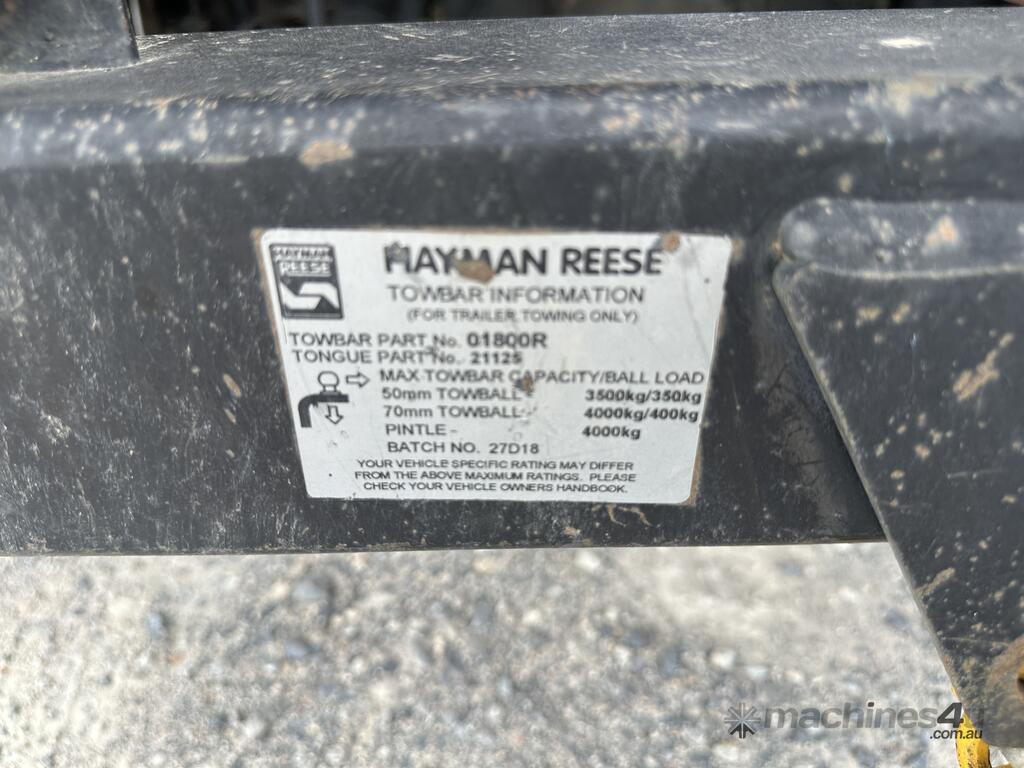 HAYMAN REESE
HAYMAN REESE
TOWBAR INFORMATION
(FOR TRAILER TOWING ONLY)
TOWBAR PART No. 01800R
TONGUE PART No. 21125
MAX TOWBAR CAPACITY/BALL LOAD
50mm TOWBALL - 3500kg/350kg
70mm TOWBALL - 4000kg/400kg
PINTLE - 4000kg
BATCH NO. 27D18
YOUR VEHICLE SPECIFIC RATING MAY DIFFER
FROM THE ABOVE MAXIMUM RATINGS. PLEASE
CHECK YOUR VEHICLE OWNERS HANDBOOK.
machines4u
.com.au